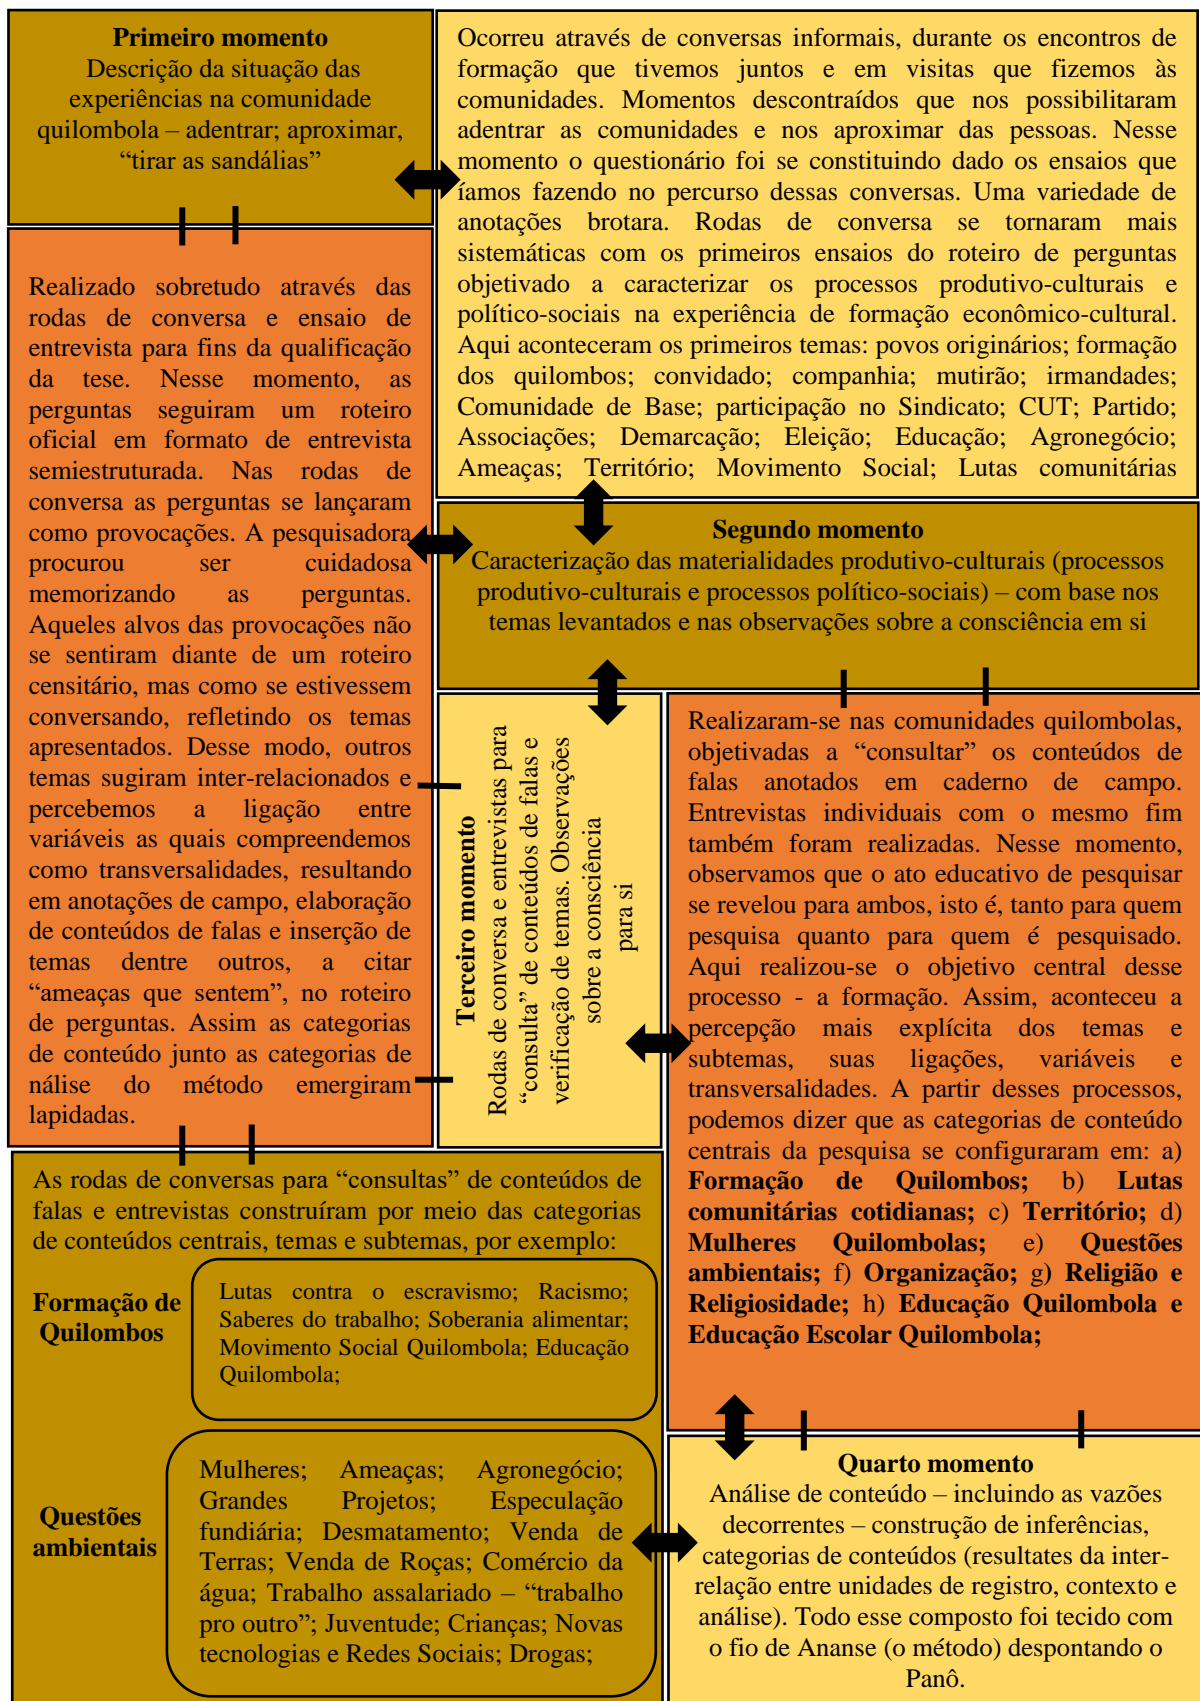 Primeiro momento
Descrição da situação das
experiências na comunidade
quilombola – adentrar; aproximar,
“tirar as sandálias”
Ocorreu através de conversas informais, durante os encontros de
formação que tivemos juntos e em visitas que fizemos às
comunidades. Momentos descontraídos que nos possibilitaram
adentrar as comunidades e nos aproximar das pessoas. Nesse
momento o questionário foi se constituindo dado os ensaios que
íamos fazendo no percurso dessas conversas. Uma variedade de
anotações brotara. Rodas de conversa se tornaram mais
sistemáticas com os primeiros ensaios do roteiro de perguntas
objetivado a caracterizar os processos produtivo-culturais e
político-sociais na experiência de formação econômico-cultural.
Aqui aconteceram os primeiros temas: povos originários; formação
dos quilombos; convidado; companhia; mutirão; irmandades;
Comunidade de Base; participação no Sindicato; CUT; Partido;
Associações; Demarcação; Eleição; Educação; Agronegócio;
Ameaças; Território; Movimento Social; Lutas comunitárias
Realizado sobretudo através das
rodas de conversa e ensaio de
entrevista para fins da qualificação
da tese. Nesse momento, as
perguntas seguiram um roteiro
oficial em formato de entrevista
semiestruturada. Nas rodas de
conversa as perguntas se lançaram
como provocações. A pesquisadora
procurou ser cuidadosa
memorizando as perguntas.
Aqueles alvos das provocações não
se sentiram diante de um roteiro
censitário, mas como se estivessem
conversando, refletindo os temas
apresentados. Desse modo, outros
temas sugiram inter-relacionados e
percebemos a ligação entre
variáveis as quais compreendemos
como transversalidades, resultando
em anotações de campo, elaboração
de conteúdos de falas e inserção de
temas dentre outros, a citar
“ameaças que sentem”, no roteiro
de perguntas. Assim as categorias
de conteúdo junto as categorias de
nálise do método emergiram
lapidadas.
Segundo momento
Caracterização das materialidades produtivo-culturais (processos
produtivo-culturais e processos político-sociais) – com base nos
temas levantados e nas observações sobre a consciência em si
Terceiro momento
Rodas de conversa e entrevistas para
“consulta” de conteúdos de falas e
verificação de temas. Observações
sobre a consciência
para si
Realizaram-se nas comunidades quilombolas,
objetivadas a “consultar” os conteúdos de
falas anotados em caderno de campo.
Entrevistas individuais com o mesmo fim
também foram realizadas. Nesse momento,
observamos que o ato educativo de pesquisar
se revelou para ambos, isto é, tanto para quem
pesquisa quanto para quem é pesquisado.
Aqui realizou-se o objetivo central desse
processo - a formação. Assim, aconteceu a
percepção mais explícita dos temas e
subtemas, suas ligações, variáveis e
transversalidades. A partir desses processos,
podemos dizer que as categorias de conteúdo
centrais da pesquisa se configuraram em: a)
Formação de Quilombos; b) Lutas
comunitárias cotidianas; c) Território; d)
Mulheres Quilombolas; e) Questões
ambientais; f) Organização; g) Religião e
Religiosidade; h) Educação Quilombola e
Educação Escolar Quilombola;
As rodas de conversas para “consultas” de conteúdos de
falas e entrevistas construíram por meio das categorias
de conteúdos centrais, temas e subtemas, por exemplo:
Formação de
Quilombos
Lutas contra o escravismo; Racismo;
Saberes do trabalho; Soberania alimentar;
Movimento Social Quilombola; Educação
Quilombola;
Questões
ambientais
Mulheres; Ameaças; Agronegócio;
Grandes Projetos; Especulação
fundiária; Desmatamento; Venda de
Terras; Venda de Roças; Comércio da
água; Trabalho assalariado – “trabalho
pro outro”; Juventude; Crianças; Novas
tecnologias e Redes Sociais; Drogas;
Quarto momento
Análise de conteúdo – incluindo as vazões
decorrentes – construção de inferências,
categorias de conteúdos (resultates da inter-
relação entre unidades de registro, contexto e
análise). Todo esse composto foi tecido com
o fio de Ananse (o método) despontando o
Panô.